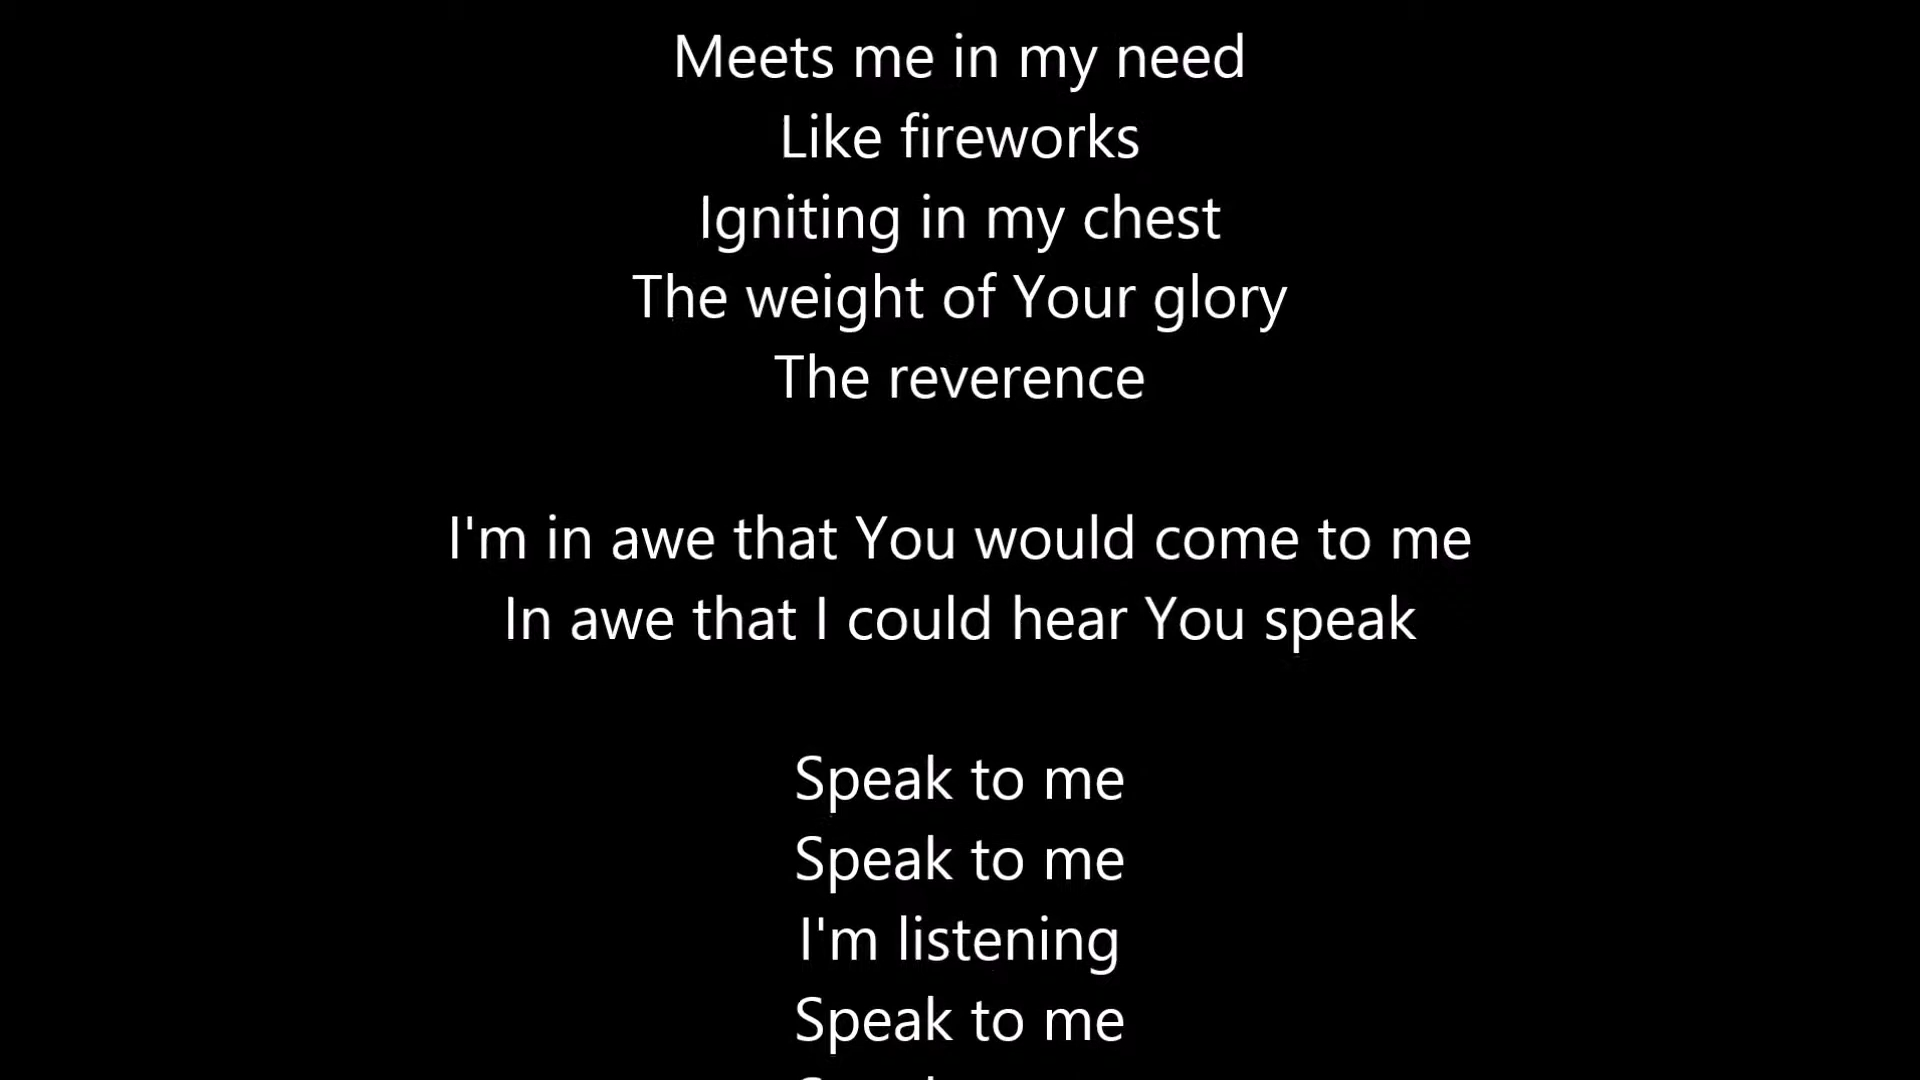 Meets me in my need
Like fireworks
Igniting in my chest
The weight of Your glory
The reverence
I'm in awe that You would come to me
In awe that I could hear You speak
Speak to me
Speak to me
I'm listening
Speak to me